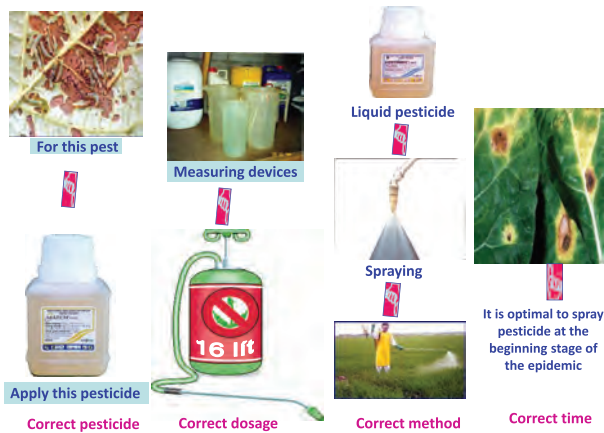 For this pest
Apply this pesticide
Correct pesticide
Measuring devices
16 lit
Correct dosage
Liquid pesticide
Spraying
Correct method
It is optimal to spray
pesticide at the
beginning stage of
the epidemic
Correct time